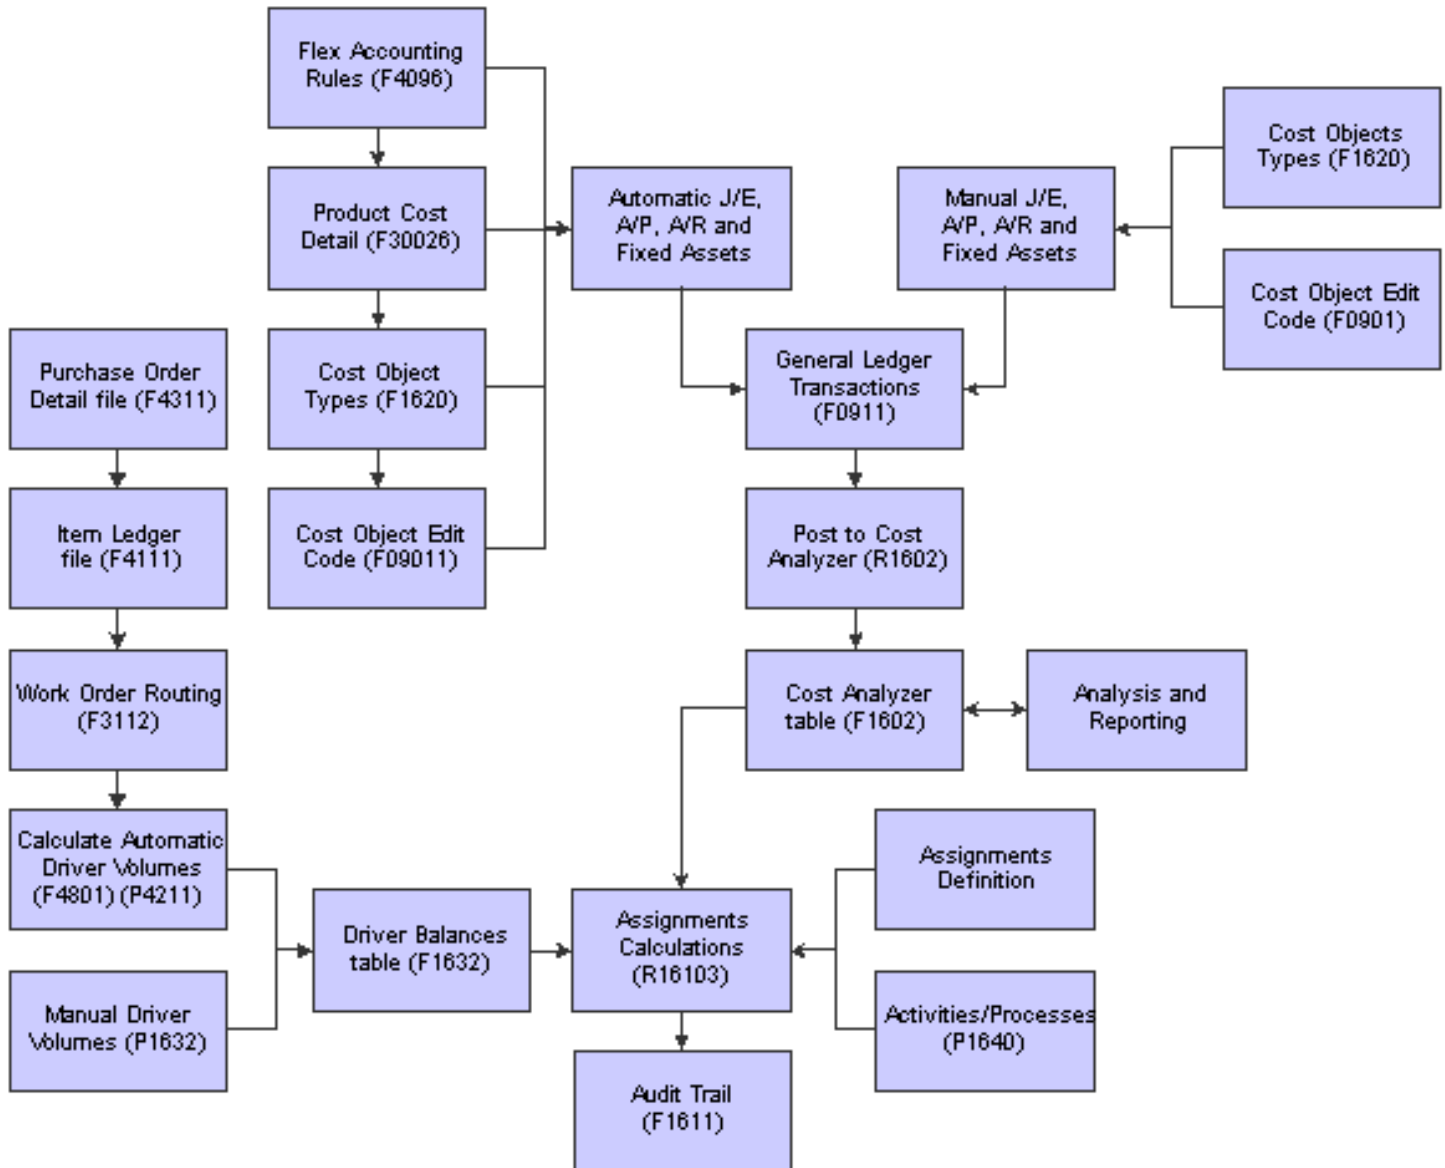 Flex Accounting
Rules (F4096)
Cost Objects
Types (F1620)
Product Cost
Detail (F30026)
Automatic J/E,
A/P, A/R and
Fixed Assets
Manual J/E,
A/P, A/R and
Fixed Assets
Cost Object Edit
Code (F0901)
Purchase Order
Detail file (F4311)
Cost Object
Types (F1620)
General Ledger
Transactions
(F0911)
Item Ledger
file (F4111)
Cost Object Edit
Code (F09011)
Post to Cost
Analyzer (R1602)
Work Order Routing
(F3112)
Cost Analyzer
table (F1602)
Analysis and
Reporting
Calculate Automatic
Driver Volumes
(F4801) (P4211)
Assignments
Definition
Driver Balances
table (F1632)
Assignments
Calculations
(R16103)
Manual Driver
Volumes (P1632)
Activities/Processes
(P1640)
Audit Trail
(F1611)